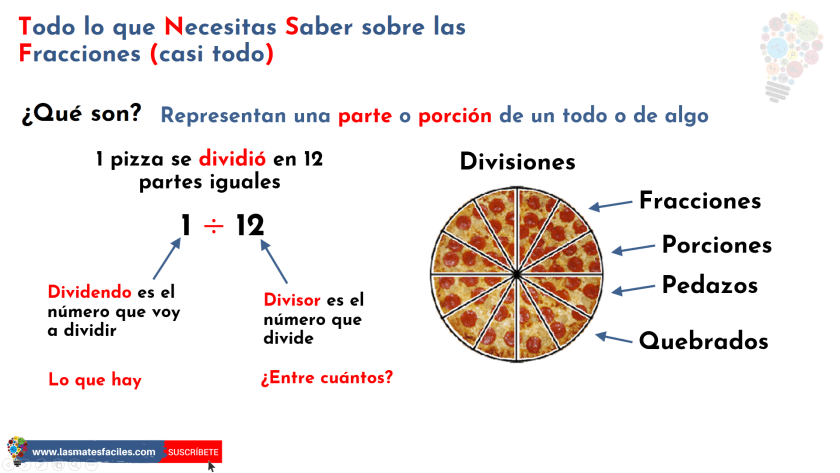 Todo lo que Necesitas Saber sobre las
Fracciones (casi todo)
¿Qué son?
Representan una parte o porción de un todo o de algo
1 pizza se dividió en 12
partes iguales
1 ÷ 12
Dividendo es el
número que voy
a dividir
Lo que hay
Divisor es el
número que
divide
¿Entre cuántos?
Divisiones
Fracciones
Porciones
Pedazos
Quebrados
www.lasmatesfaciles.com
SUSCRÍBETE